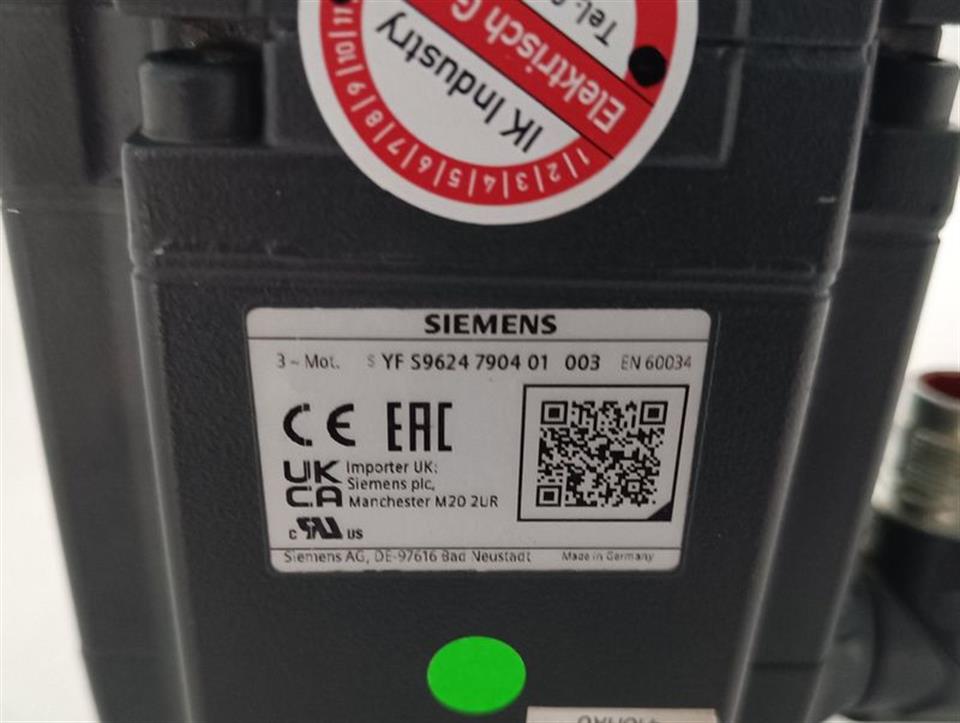 Tel.
Elektrisch G
IK Industry
1|2|3|4|5|6|7|8|9|10|11
SIEMENS
3 ~ Mot. S YF S9624 7904 01 003 EN 60034
CE EAC
UK CA
Importer UK:
Siemens plc,
Manchester M20 2UR
c US
Siemens AG, DE-97616 Bad Neustadt Made in Germany